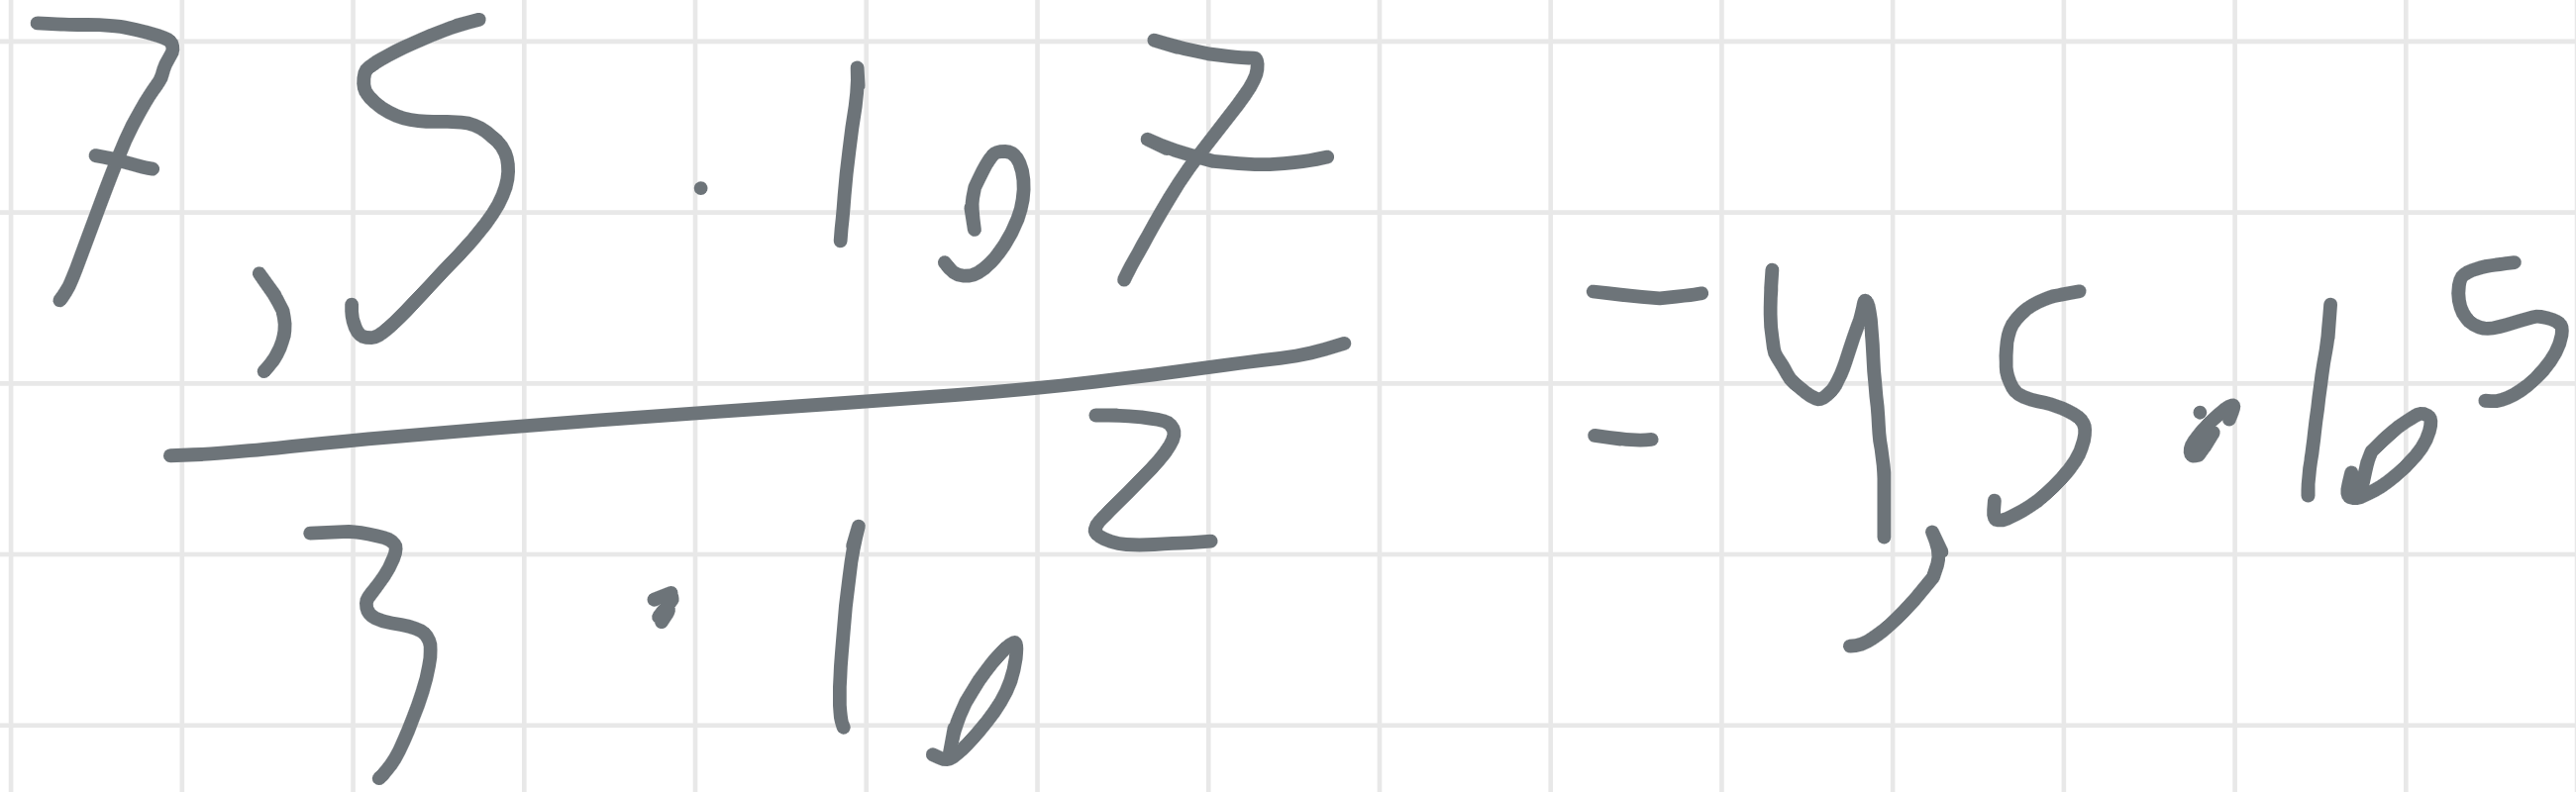 7,5 · 10⁷
= 4,5 · 10⁵
3 · 10²